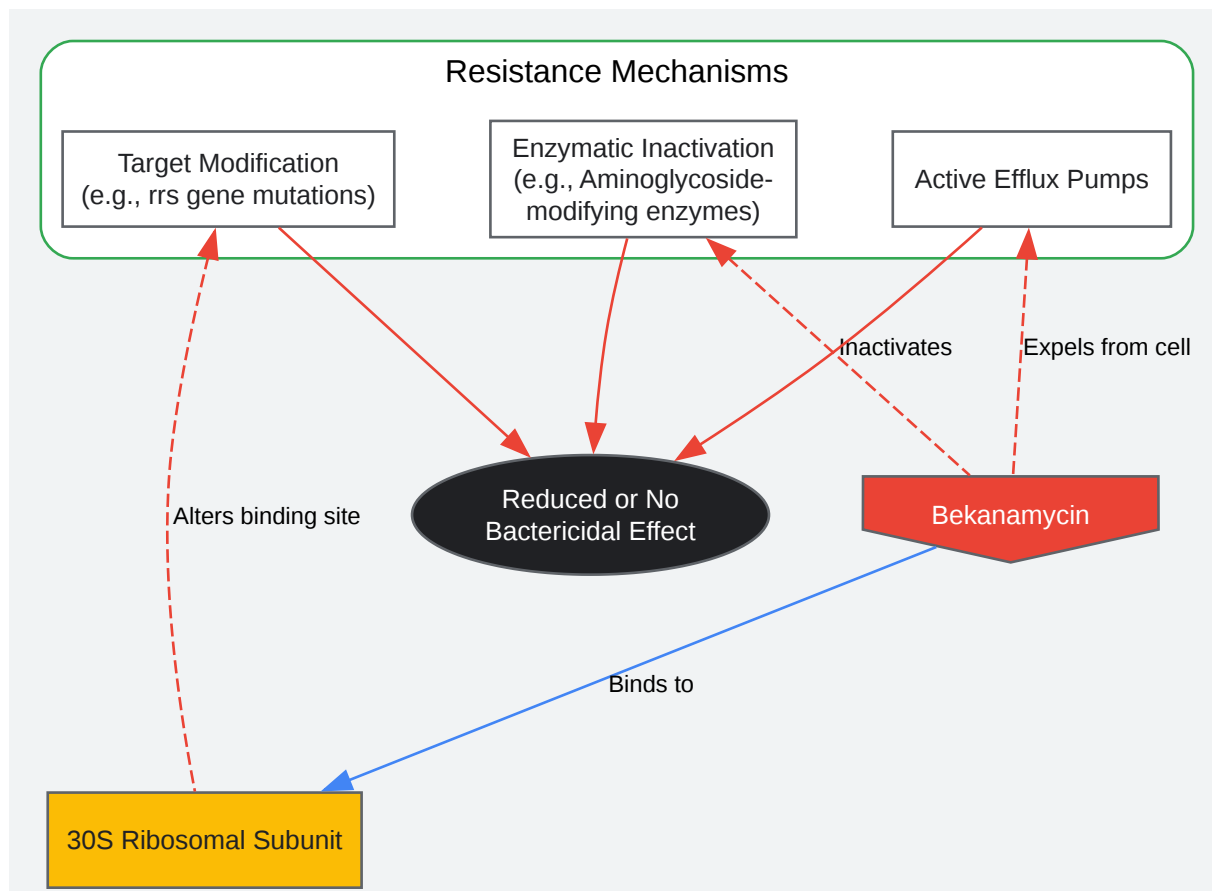 Resistance Mechanisms
Target Modification
(e.g., rrs gene mutations)
Enzymatic Inactivation
(e.g., Aminoglycoside-
modifying enzymes)
Active Efflux Pumps
Inactivates
Expels from cell
Alters binding site
Reduced or No
Bactericidal Effect
Bekanamycin
Binds to
30S Ribosomal Subunit